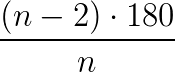 (n − 2) · 180
n